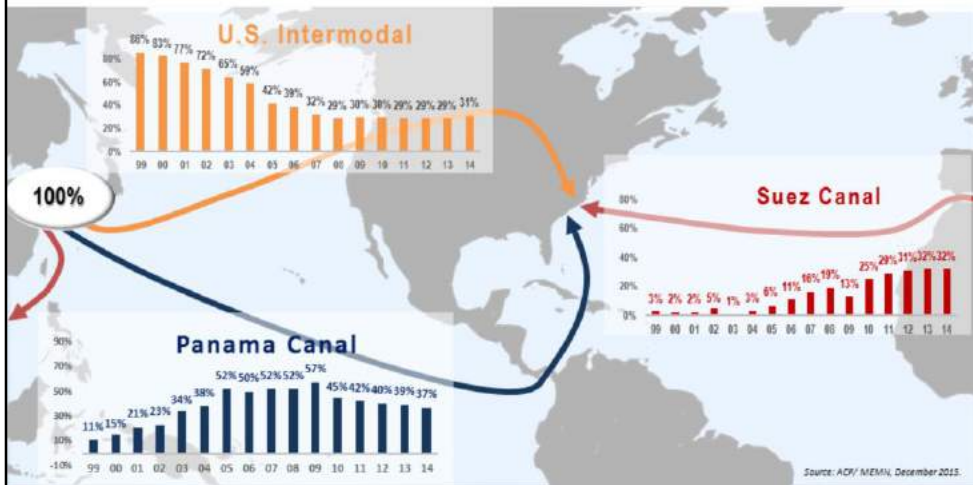 U.S. Intermodal
86% 83% 77% 72% 65% 59% 42% 39% 32% 29% 30% 30% 29% 29% 29% 31%
80%
60%
40%
20%
0%
99 00 01 02 03 04 05 06 07 08 09 10 11 12 13 14
100%
Suez Canal
80%
60%
40%
20%
0%
3% 2% 2% 5% 1% 3% 6% 11% 16% 19% 13% 25% 29% 31% 32% 32%
99 00 01 02 03 04 05 06 07 08 09 10 11 12 13 14
Panama Canal
90%
70%
50%
30%
10%
-10%
11% 15% 21% 23% 34% 38% 52% 50% 52% 52% 57% 45% 42% 40% 39% 37%
99 00 01 02 03 04 05 06 07 08 09 10 11 12 13 14
Source: ACP/ MEMN, December 2015.